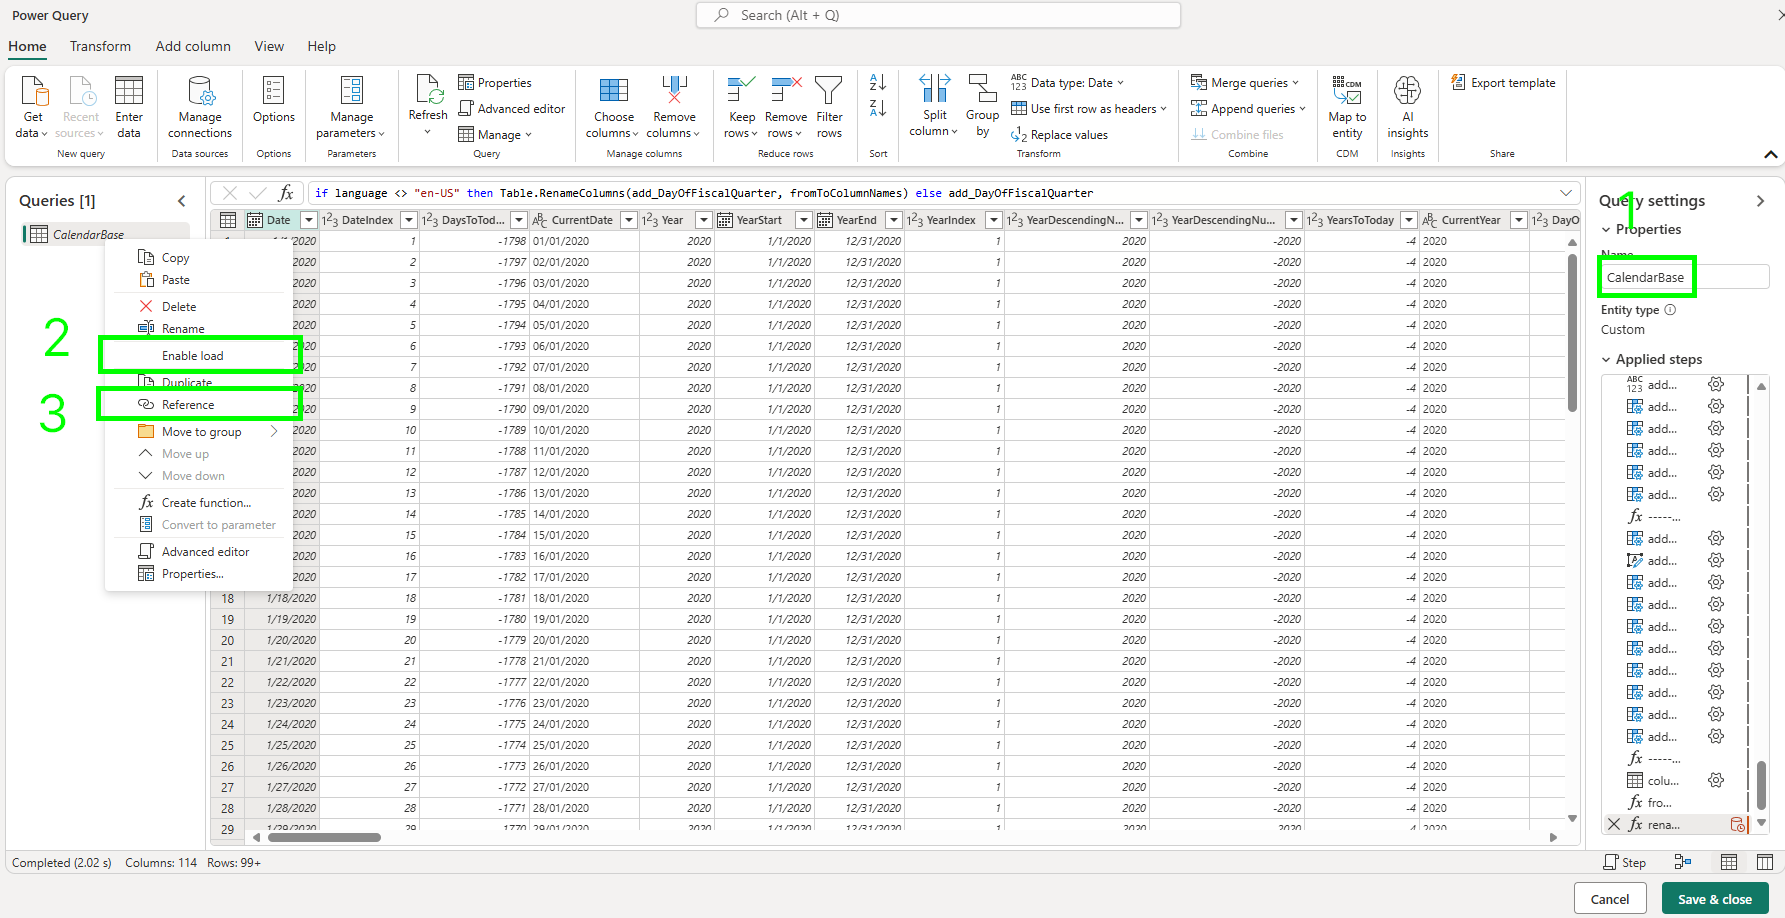 Power Query
Search (Alt + Q)
Home Transform Add column View Help
Get data
Recent sources
Enter data
New query
Manage connections
Data sources
Options
Options
Manage parameters
Parameters
Refresh
Properties
Advanced editor
Manage
Query
Choose columns
Remove columns
Manage columns
Keep rows
Remove rows
Filter rows
Reduce rows
Sort
Split column
Group by
Data type: Date
Use first row as headers
Replace values
Transform
Merge queries
Append queries
Combine files
Combine
Map to entity
CDM
AI insights
Insights
Export template
Share
Queries [1]
CalendarBase
if language <> "en-US" then Table.RenameColumns(add_DayOfFiscalQuarter, fromToColumnNames) else add_DayOfFiscalQuarter
Date DateIndex DaysToTod... CurrentDate Year YearStart YearEnd YearIndex YearDescendingN... YearDescendingNu... YearsToToday CurrentYear DayO
1/1/2020 1 -1798 01/01/2020 2020 1/1/2020 12/31/2020 1 2020 -2020 -4 2020
2 -1797 02/01/2020 2020 1/1/2020 12/31/2020 1 2020 -2020 -4 2020
3 -1796 03/01/2020 2020 1/1/2020 12/31/2020 1 2020 -2020 -4 2020
2020 4 -1795 04/01/2020 2020 1/1/2020 12/31/2020 1 2020 -2020 -4 2020
2020 5 -1794 05/01/2020 2020 1/1/2020 12/31/2020 1 2020 -2020 -4 2020
6 -1793 06/01/2020 2020 1/1/2020 12/31/2020 1 2020 -2020 -4 2020
7 -1792 07/01/2020 2020 1/1/2020 12/31/2020 1 2020 -2020 -4 2020
8 -1791 08/01/2020 2020 1/1/2020 12/31/2020 1 2020 -2020 -4 2020
2020 9 -1790 09/01/2020 2020 1/1/2020 12/31/2020 1 2020 -2020 -4 2020
2020 10 -1789 10/01/2020 2020 1/1/2020 12/31/2020 1 2020 -2020 -4 2020
2020 11 -1788 11/01/2020 2020 1/1/2020 12/31/2020 1 2020 -2020 -4 2020
2020 12 -1787 12/01/2020 2020 1/1/2020 12/31/2020 1 2020 -2020 -4 2020
2020 13 -1786 13/01/2020 2020 1/1/2020 12/31/2020 1 2020 -2020 -4 2020
2020 14 -1785 14/01/2020 2020 1/1/2020 12/31/2020 1 2020 -2020 -4 2020
2020 15 -1784 15/01/2020 2020 1/1/2020 12/31/2020 1 2020 -2020 -4 2020
2020 16 -1783 16/01/2020 2020 1/1/2020 12/31/2020 1 2020 -2020 -4 2020
2020 17 -1782 17/01/2020 2020 1/1/2020 12/31/2020 1 2020 -2020 -4 2020
18 1/18/2020 18 -1781 18/01/2020 2020 1/1/2020 12/31/2020 1 2020 -2020 -4 2020
19 1/19/2020 19 -1780 19/01/2020 2020 1/1/2020 12/31/2020 1 2020 -2020 -4 2020
20 1/20/2020 20 -1779 20/01/2020 2020 1/1/2020 12/31/2020 1 2020 -2020 -4 2020
21 1/21/2020 21 -1778 21/01/2020 2020 1/1/2020 12/31/2020 1 2020 -2020 -4 2020
22 1/22/2020 22 -1777 22/01/2020 2020 1/1/2020 12/31/2020 1 2020 -2020 -4 2020
23 1/23/2020 23 -1776 23/01/2020 2020 1/1/2020 12/31/2020 1 2020 -2020 -4 2020
24 1/24/2020 24 -1775 24/01/2020 2020 1/1/2020 12/31/2020 1 2020 -2020 -4 2020
25 1/25/2020 25 -1774 25/01/2020 2020 1/1/2020 12/31/2020 1 2020 -2020 -4 2020
26 1/26/2020 26 -1773 26/01/2020 2020 1/1/2020 12/31/2020 1 2020 -2020 -4 2020
27 1/27/2020 27 -1772 27/01/2020 2020 1/1/2020 12/31/2020 1 2020 -2020 -4 2020
28 1/28/2020 28 -1771 28/01/2020 2020 1/1/2020 12/31/2020 1 2020 -2020 -4 2020
29 1/29/2020 29 -1770 29/01/2020 2020 1/1/2020 12/31/2020 1 2020 -2020 -4 2020
Copy
Paste
Delete
Rename
2
Enable load
Duplicate
3
Reference
Move to group
Move up
Move down
Create function...
Convert to parameter
Advanced editor
Properties...
Query settings
1
Properties
Name
CalendarBase
Entity type
Custom
Applied steps
add...
add...
add...
add...
add...
add...
-----...
add...
add...
add...
add...
add...
add...
add...
add...
add...
add...
-----...
colu...
fro...
rena...
Completed (2.02 s) Columns: 114 Rows: 99+
Step
Cancel
Save & close